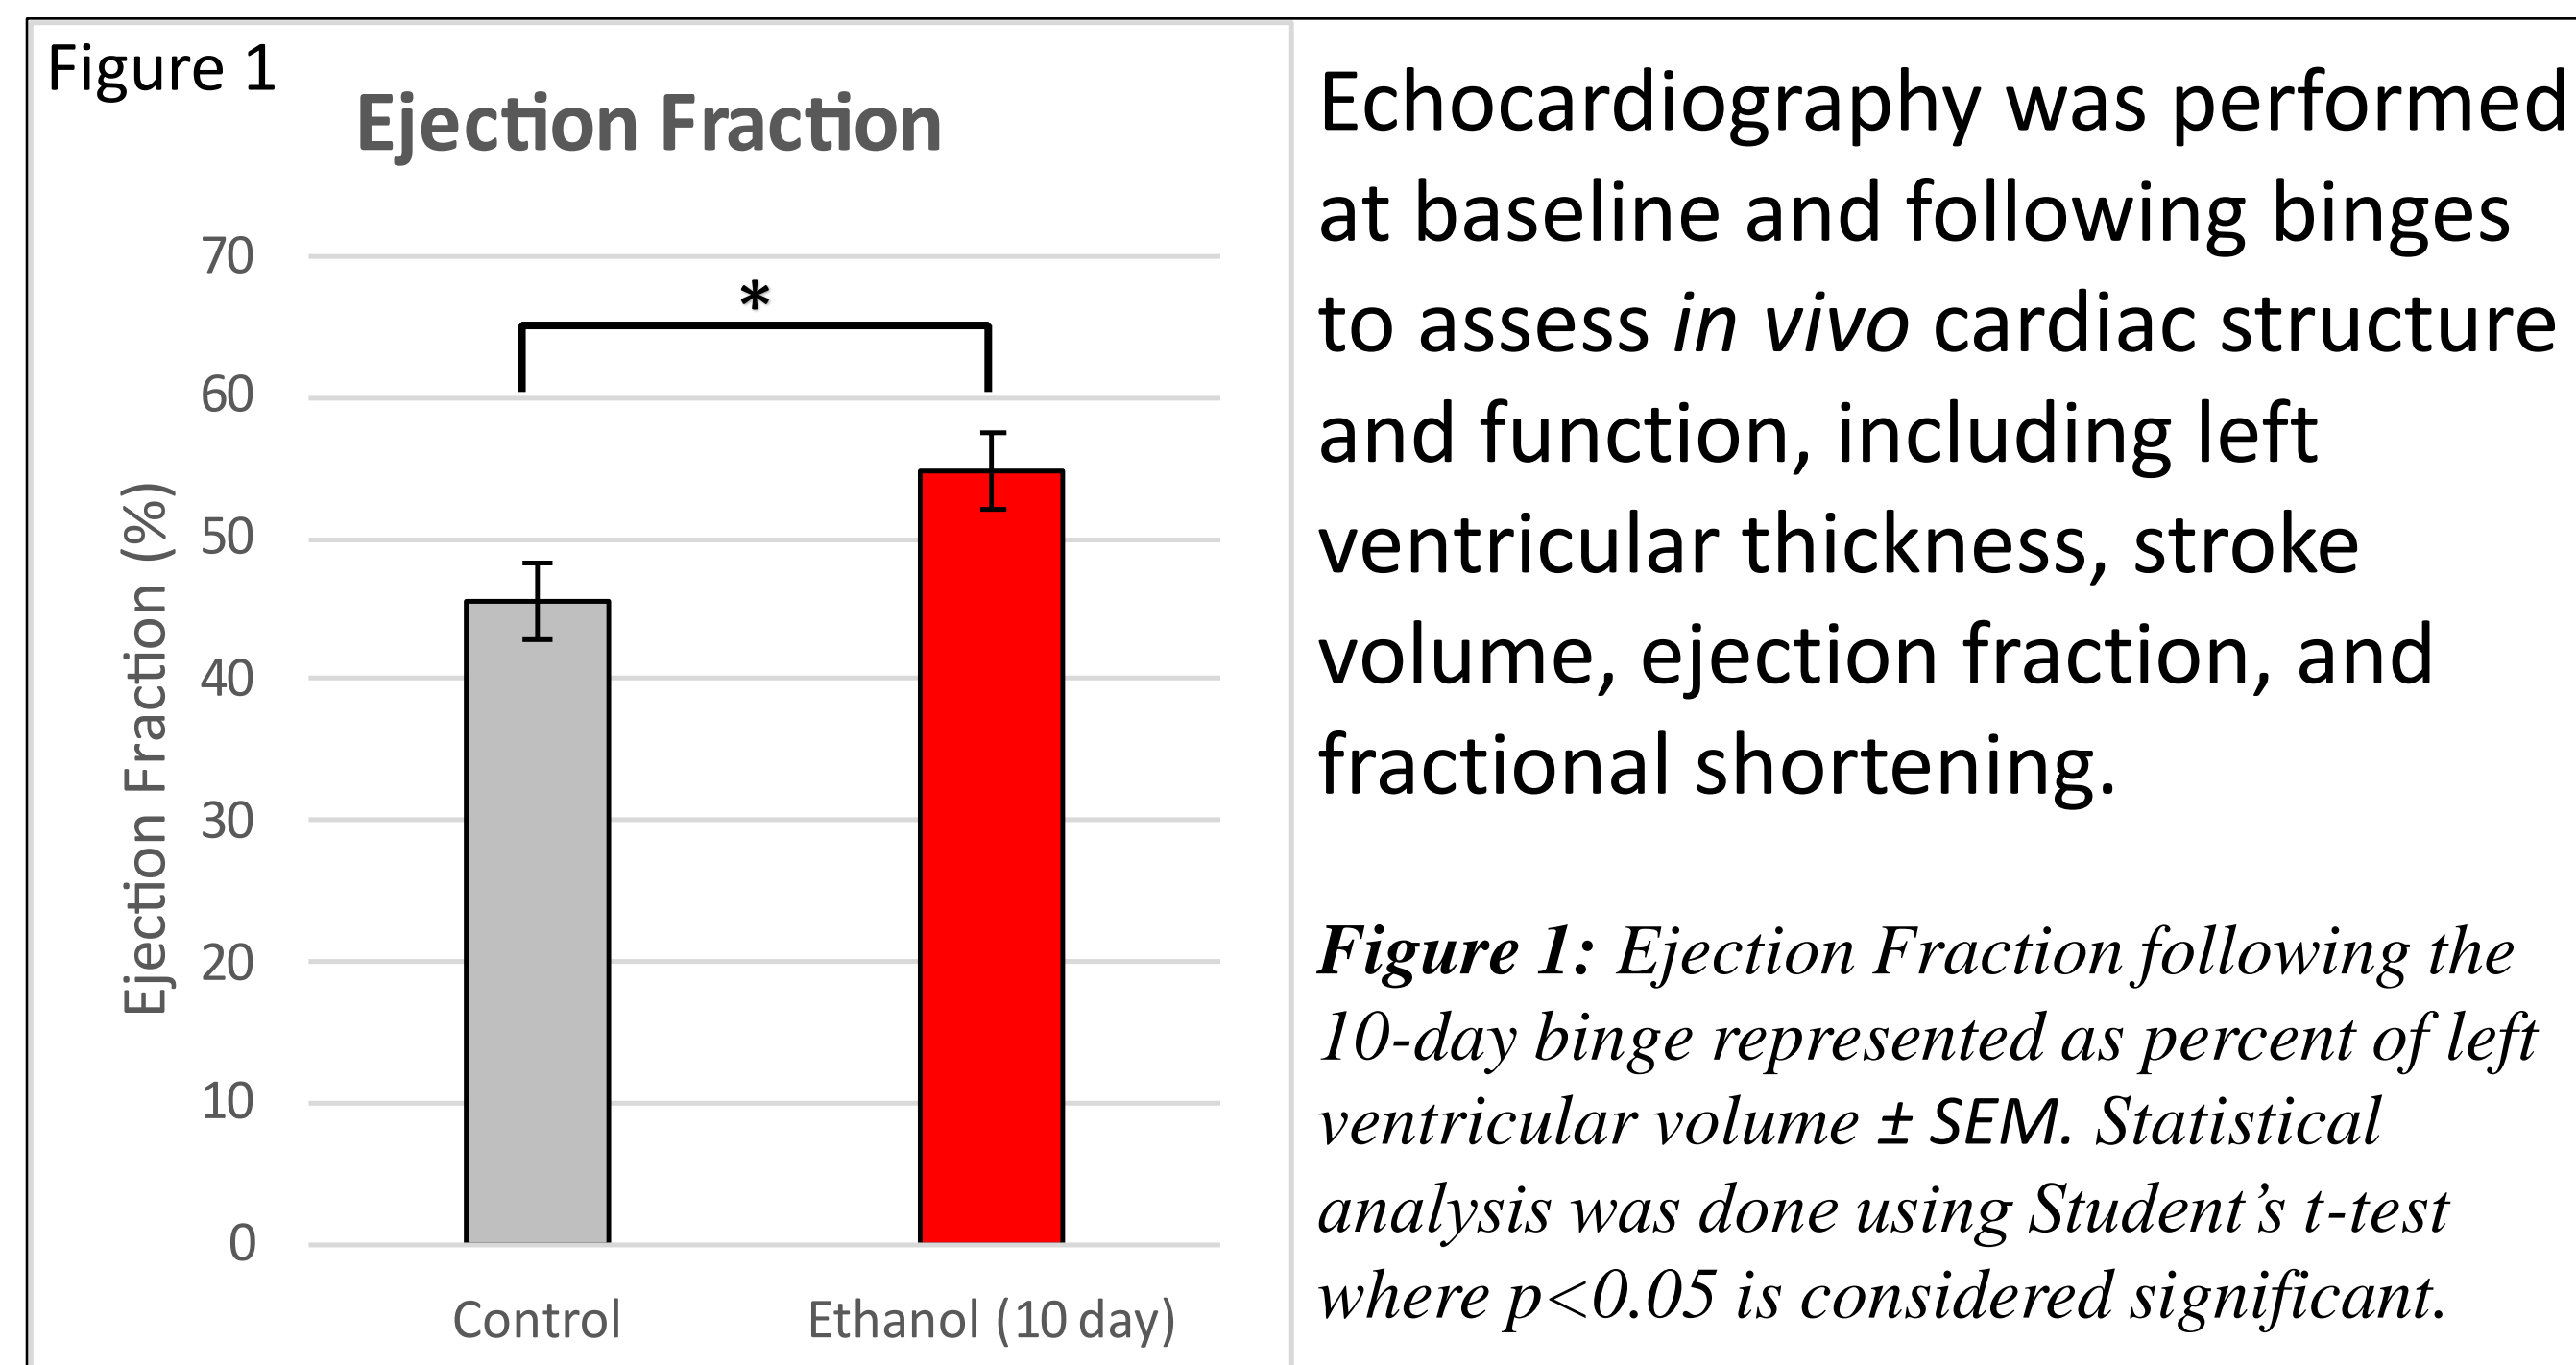 Figure 1
Ejection Fraction
70
*
60
50
40
30
20
10
0
Ejection Fraction (%)
Control
Ethanol (10 day)
Echocardiography was performed
at baseline and following binges
to assess in vivo cardiac structure
and function, including left
ventricular thickness, stroke
volume, ejection fraction, and
fractional shortening.
Figure 1: Ejection Fraction following the
10-day binge represented as percent of left
ventricular volume ± SEM. Statistical
analysis was done using Student’s t-test
where p<0.05 is considered significant.